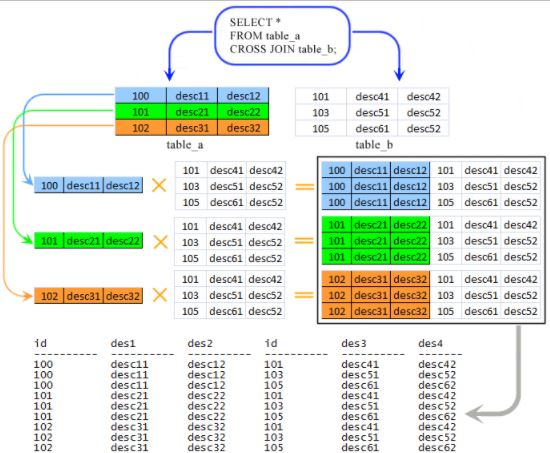 SELECT *
FROM table_a
CROSS JOIN table_b;
100 desc11 desc12
101 desc21 desc22
102 desc31 desc32
table_a
101 desc41 desc42
103 desc51 desc52
105 desc61 desc52
table_b
100 desc11 desc12 × 101 desc41 desc42 = 100 desc11 desc12 101 desc41 desc42
103 desc51 desc52 100 desc11 desc12 103 desc51 desc52
105 desc61 desc52 100 desc11 desc12 105 desc61 desc52
101 desc21 desc22 × 101 desc41 desc42 = 101 desc21 desc22 101 desc41 desc42
103 desc51 desc52 101 desc21 desc22 103 desc51 desc52
105 desc61 desc52 101 desc21 desc22 105 desc61 desc52
102 desc31 desc32 × 101 desc41 desc42 = 102 desc31 desc32 101 desc41 desc42
103 desc51 desc52 102 desc31 desc32 103 desc51 desc52
105 desc61 desc52 102 desc31 desc32 105 desc61 desc52
id des1 des2 id des3 des4
---------- ---------- ---------- ---------- ---------- ----------
100 desc11 desc12 101 desc41 desc42
100 desc11 desc12 103 desc51 desc52
100 desc11 desc12 105 desc61 desc62
101 desc21 desc22 101 desc41 desc42
101 desc21 desc22 103 desc51 desc52
101 desc21 desc22 105 desc61 desc62
102 desc31 desc32 101 desc41 desc42
102 desc31 desc32 103 desc51 desc52
102 desc31 desc32 105 desc61 desc62